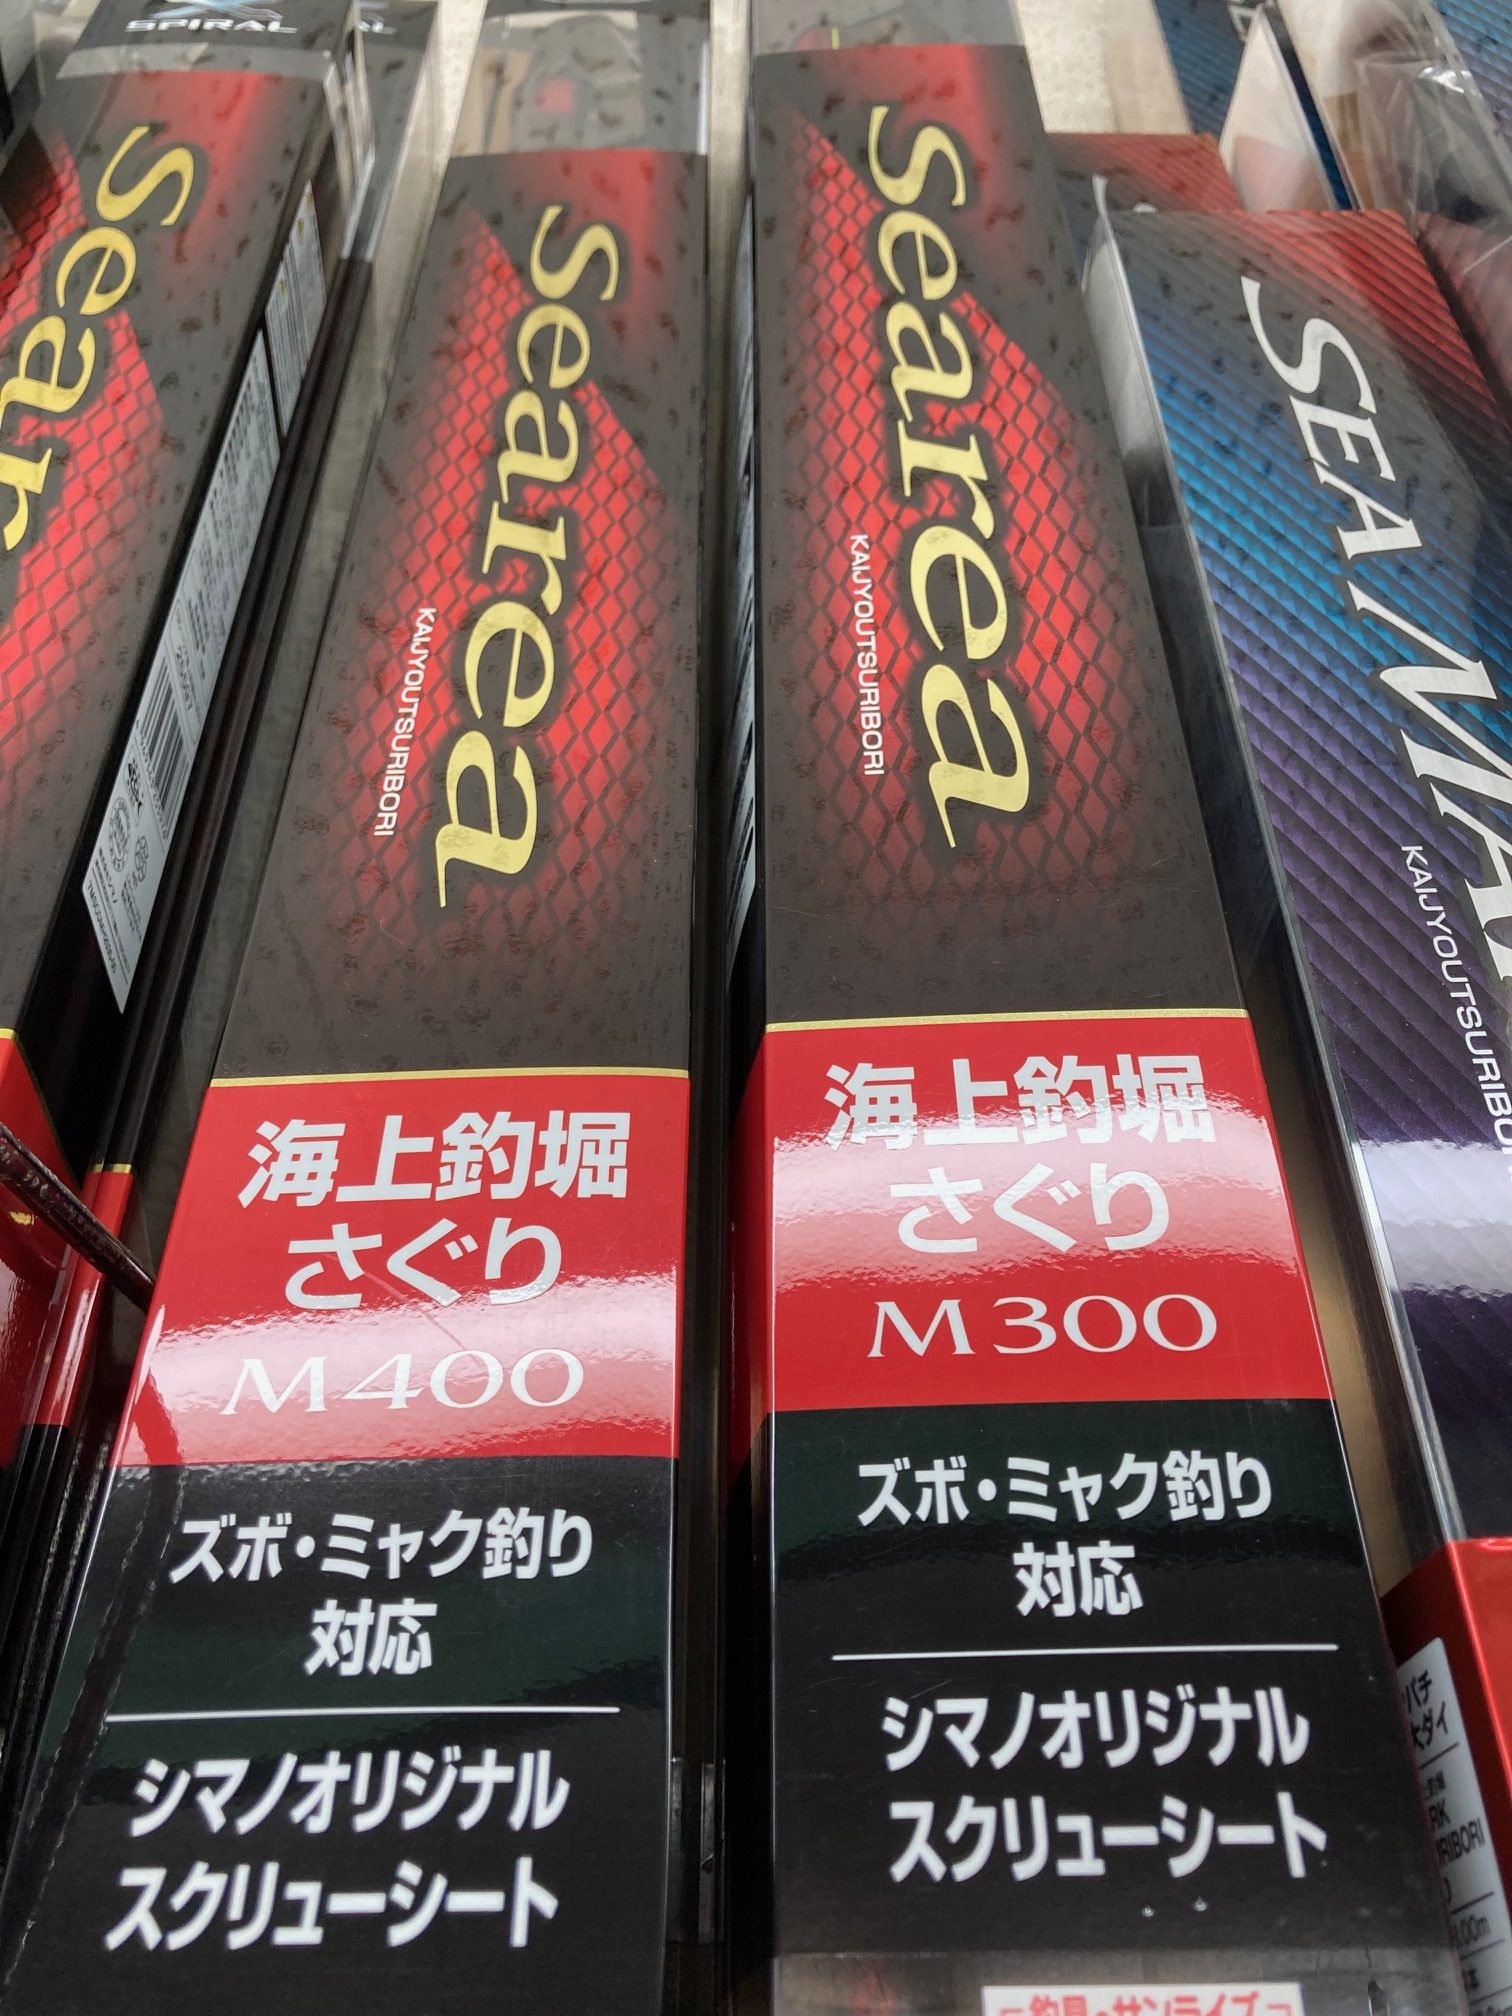 SPIRAL
Sear
Searea
KAIJYOUTSURIBORI
海上釣堀
さぐり
M400
ズボ・ミャク釣り
対応
シマノオリジナル
スクリューシート
Searea
KAIJYOUTSURIBORI
海上釣堀
さぐり
M300
ズボ・ミャク釣り
対応
シマノオリジナル
スクリューシート
SEA MA
KAIJYOUTSURIBO